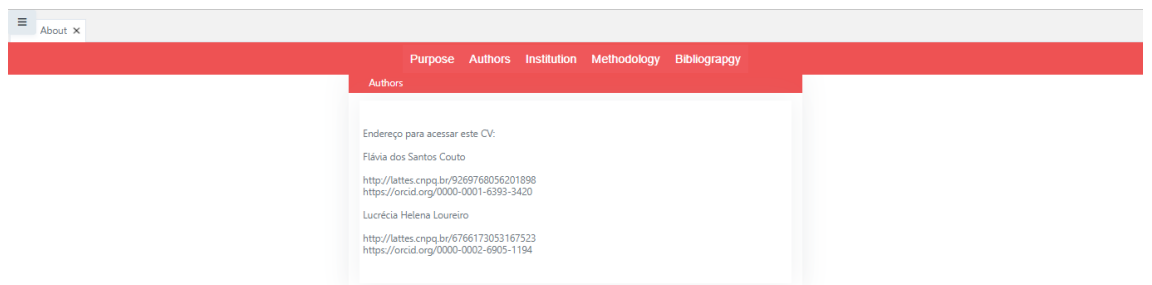 ☰ About ✕
Purpose Authors Institution Methodology Bibliograpgy
Authors
Endereço para acessar este CV:
Flávia dos Santos Couto
http://lattes.cnpq.br/9269768056201898
https://orcid.org/0000-0001-6393-3420
Lucrécia Helena Loureiro
http://lattes.cnpq.br/6766173053167523
https://orcid.org/0000-0002-6905-1194